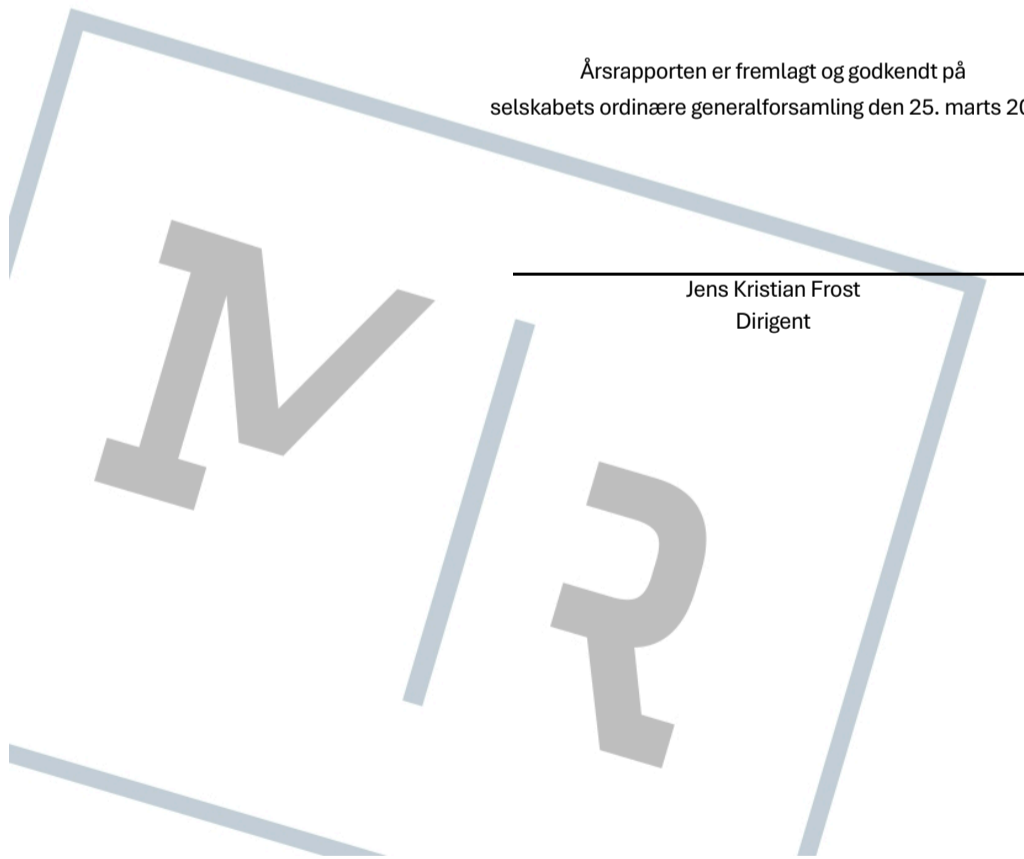 Årsrapporten er fremlagt og godkendt på
selskabets ordinære generalforsamling den 25. marts
Jens Kristian Frost
Dirigent
M R